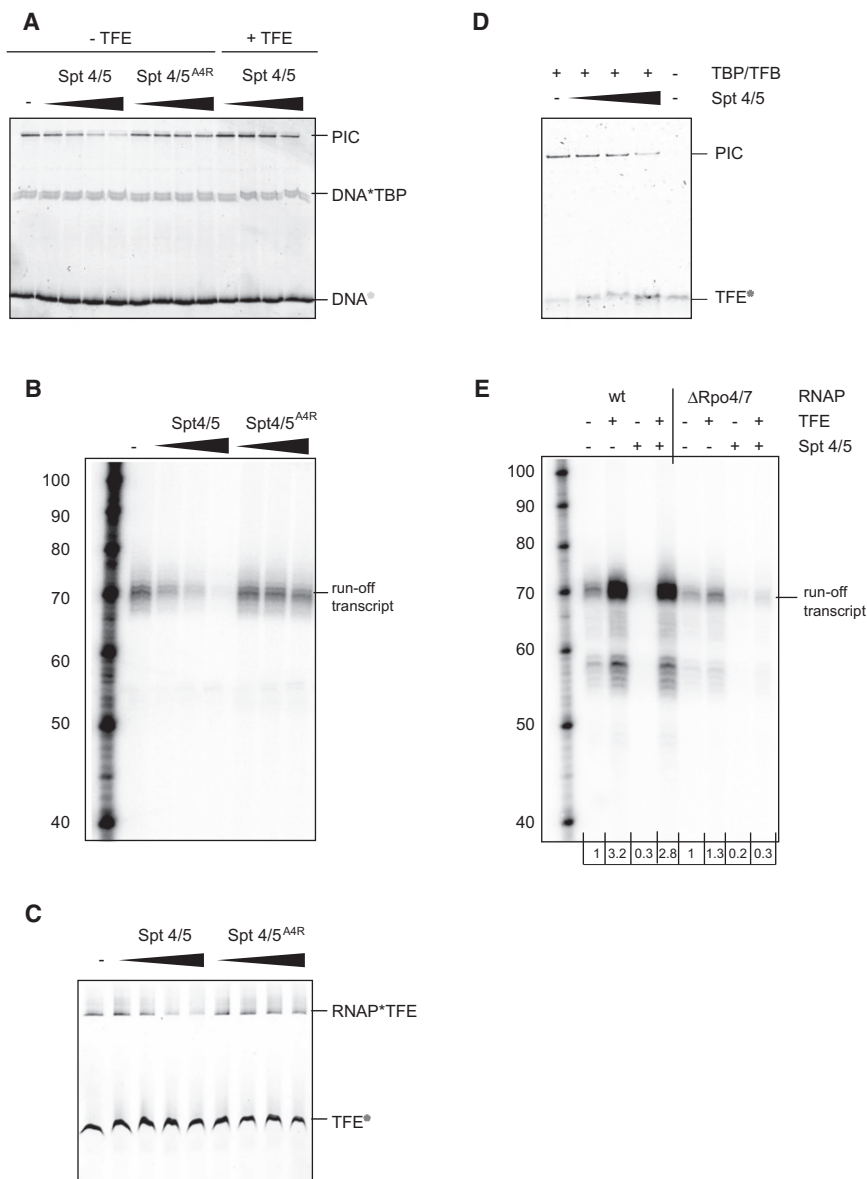 A
- TFE + TFE
Spt 4/5 Spt 4/5A4R Spt 4/5
-
PIC
DNA*TBP
DNA*
B
Spt4/5 Spt4/5A4R
-
100
90
80
70
60
50
40
run-off
transcript
C
Spt 4/5 Spt 4/5A4R
-
RNAP*TFE
TFE*
D
+ + + + - TBP/TFB
- - Spt 4/5
PIC
TFE*
E
wt ΔRpo4/7 RNAP
- + - + - + - + TFE
- - + + - - + + Spt 4/5
100
90
80
70
60
50
40
run-off
transcript
1 3.2 0.3 2.8 1 1.3 0.2 0.3